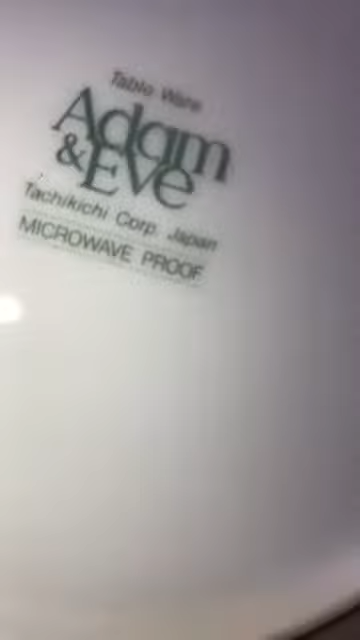 Table Ware
Adam
&Eve
Tachikichi Corp. Japan
MICROWAVE PROOF